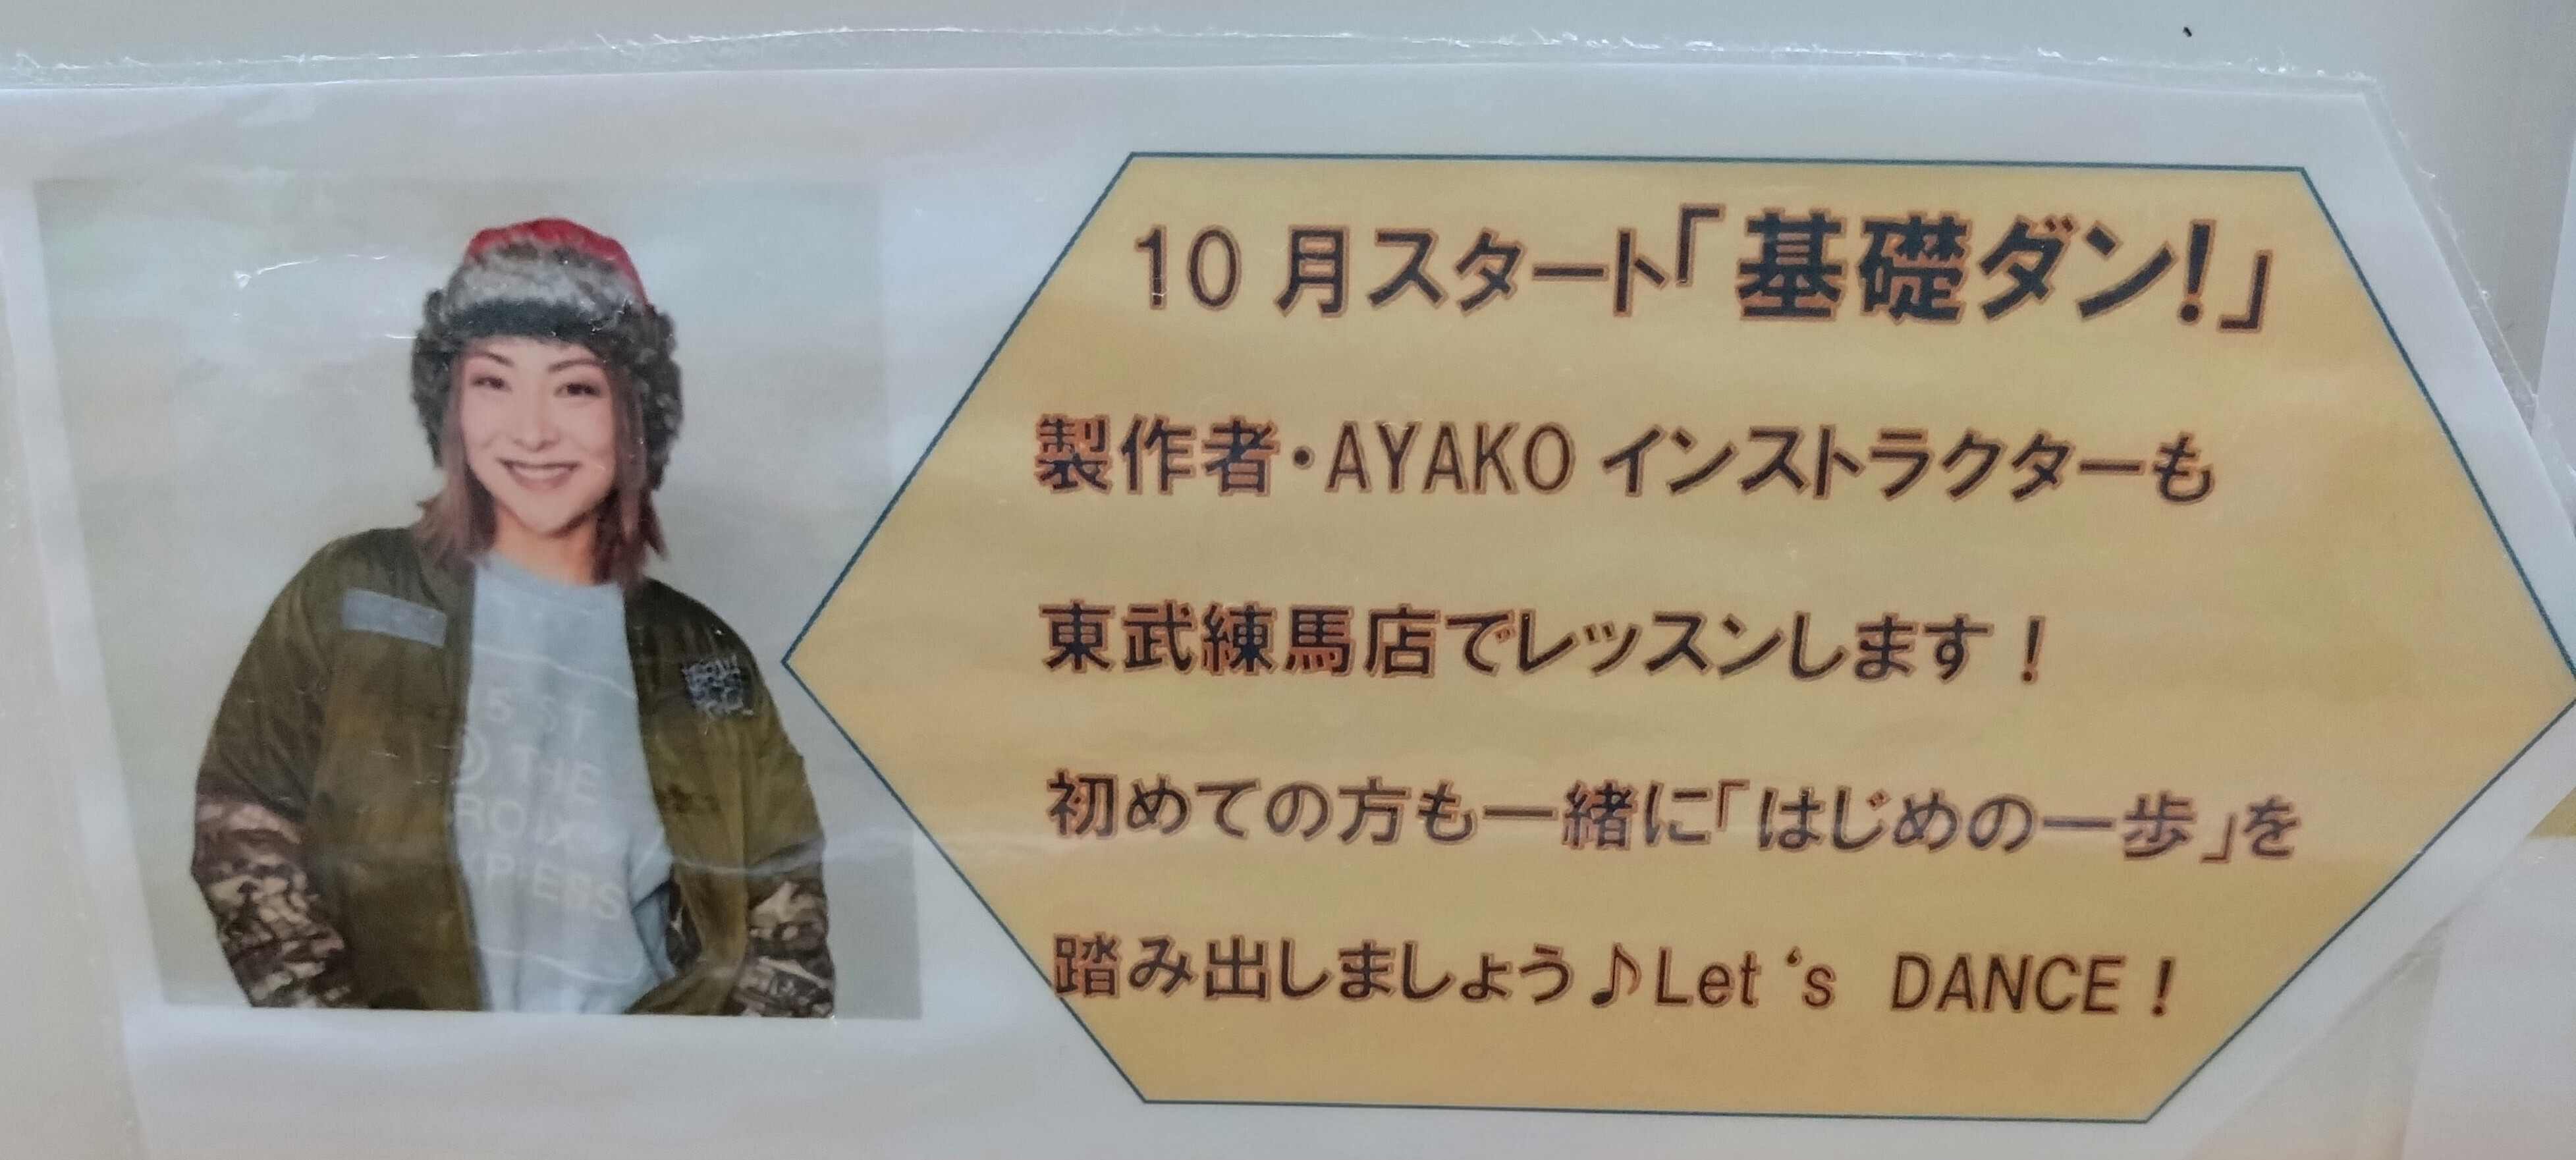 10月スタート「基礎ダン!」
製作者・AYAKOインストラクターも
東武練馬店でレッスンします！
初めての方も一緒に「はじめの一歩」を
踏み出しましょう♪Let‘s DANCE！
THE